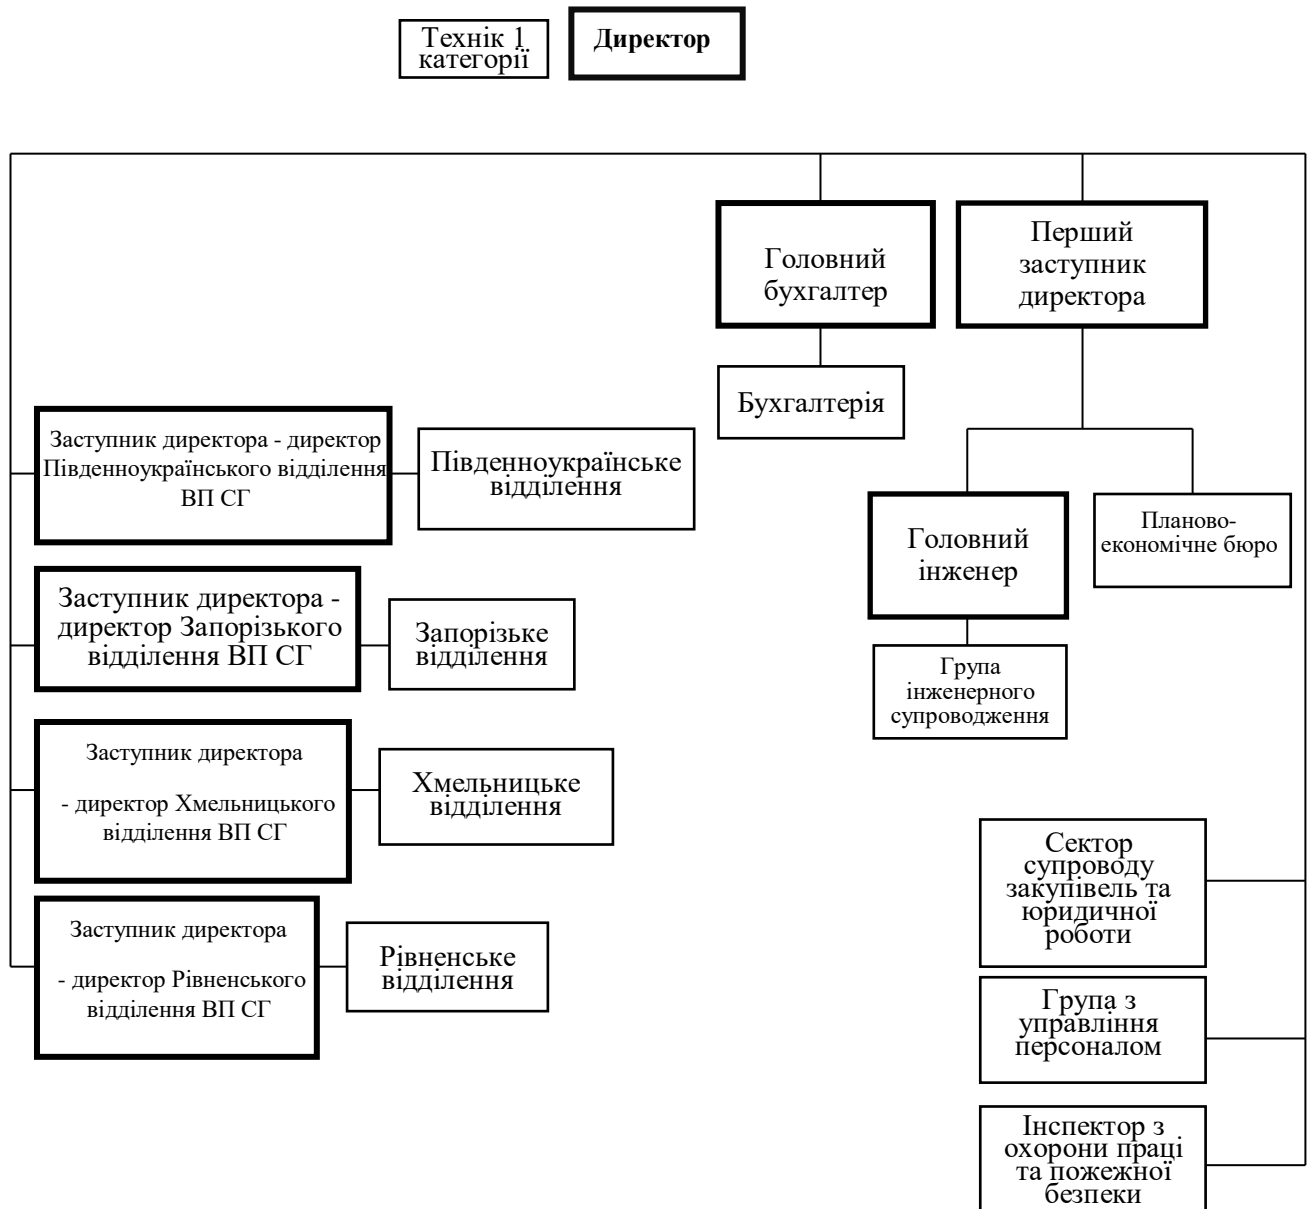 Технік 1
категорії
Директор
Головний
бухгалтер
Перший
заступник
директора
Бухгалтерія
Заступник директора - директор
Південноукраїнського відділення
ВП СГ
Південноукраїнське
відділення
Головний
інженер
Планово-
економічне бюро
Заступник директора -
директор Запорізького
відділення ВП СГ
Запорізьке
відділення
Група
інженерного
супроводження
Заступник директора
- директор Хмельницького
відділення ВП СГ
Хмельницьке
відділення
Сектор
супроводу
закупівель та
юридичної
роботи
Заступник директора
- директор Рівненського
відділення ВП СГ
Рівненське
відділення
Група з
управління
персоналом
Інспектор з
охорони праці
та пожежної
безпеки